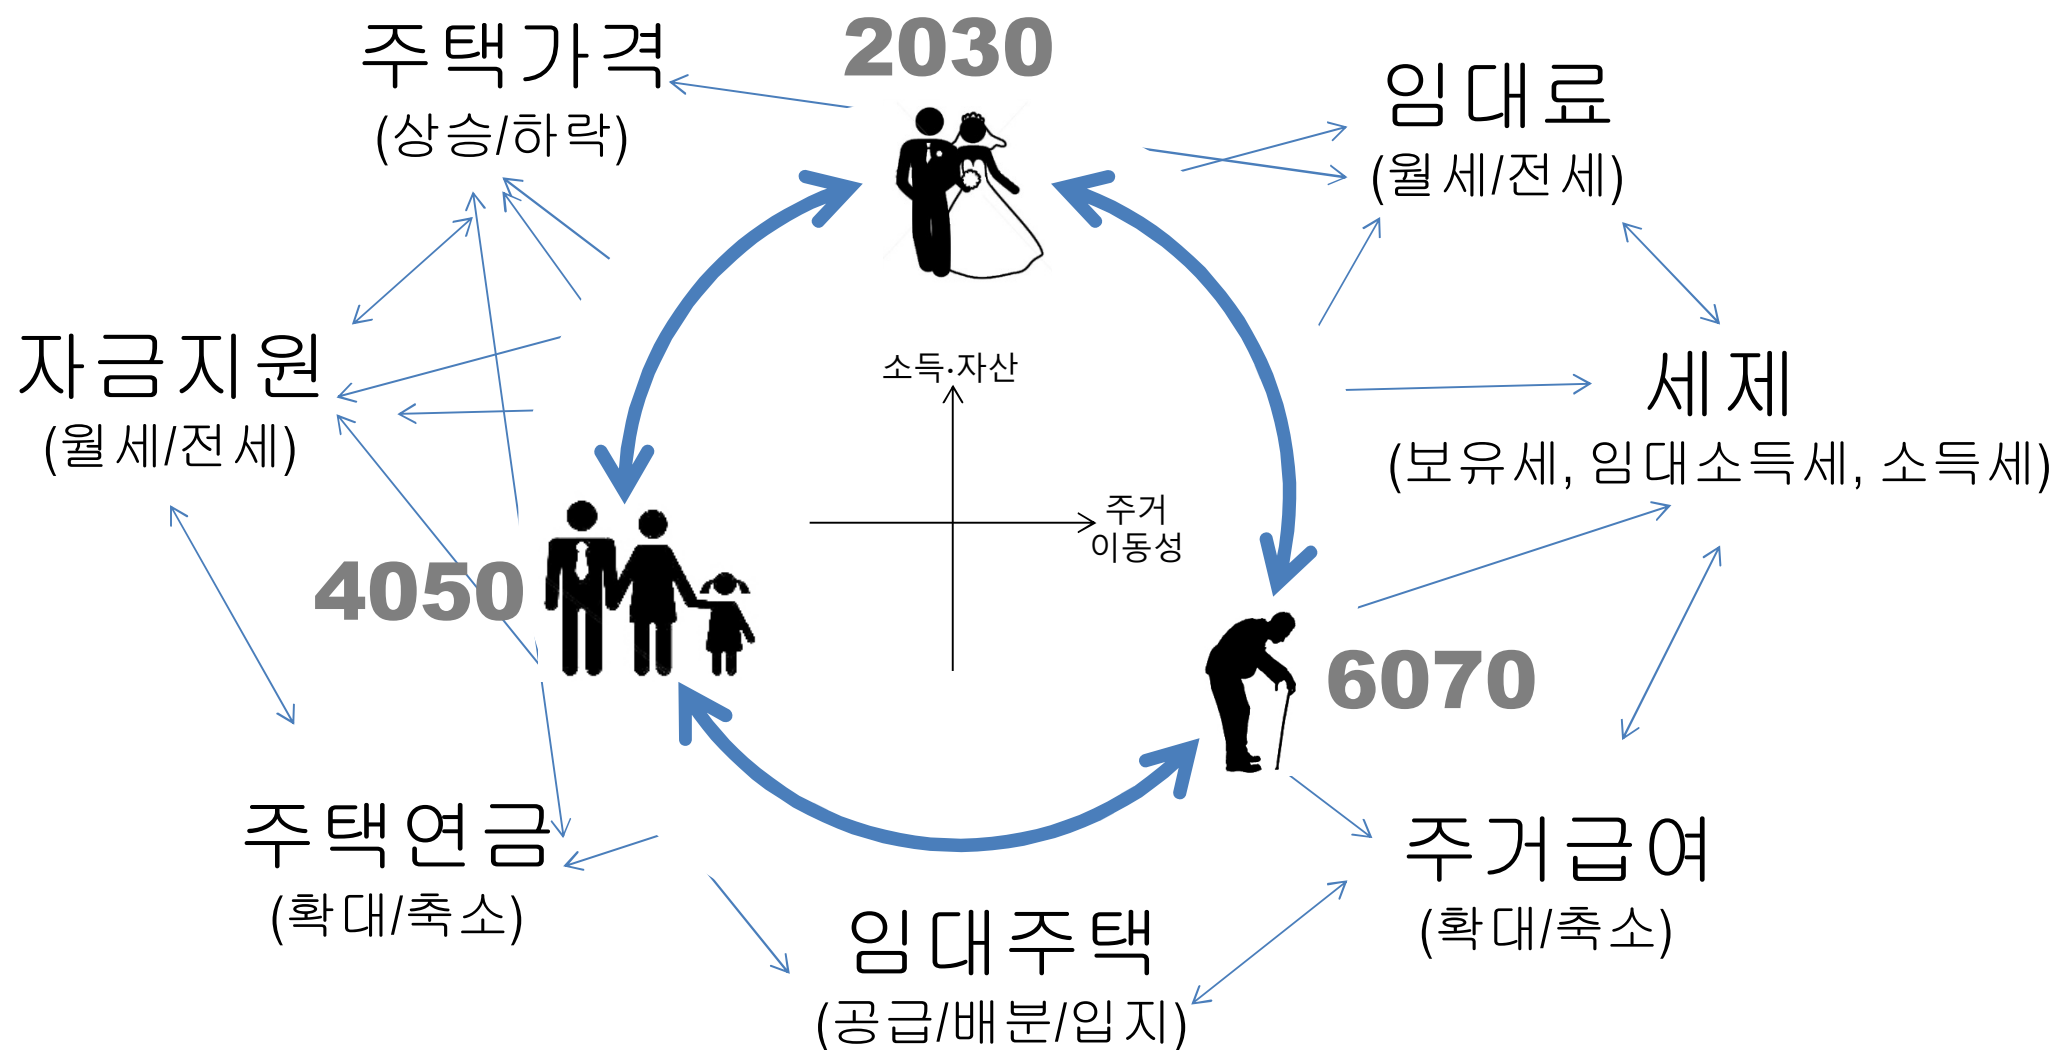 2030
주택가격
(상승/하락)
임대료
(월세/전세)
자금지원
(월세/전세)
소득·자산
세제
(보유세, 임대소득세, 소득세)
주거
이동성
4050
6070
주택연금
(확대/축소)
주거급여
(확대/축소)
임대주택
(공급/배분/입지)